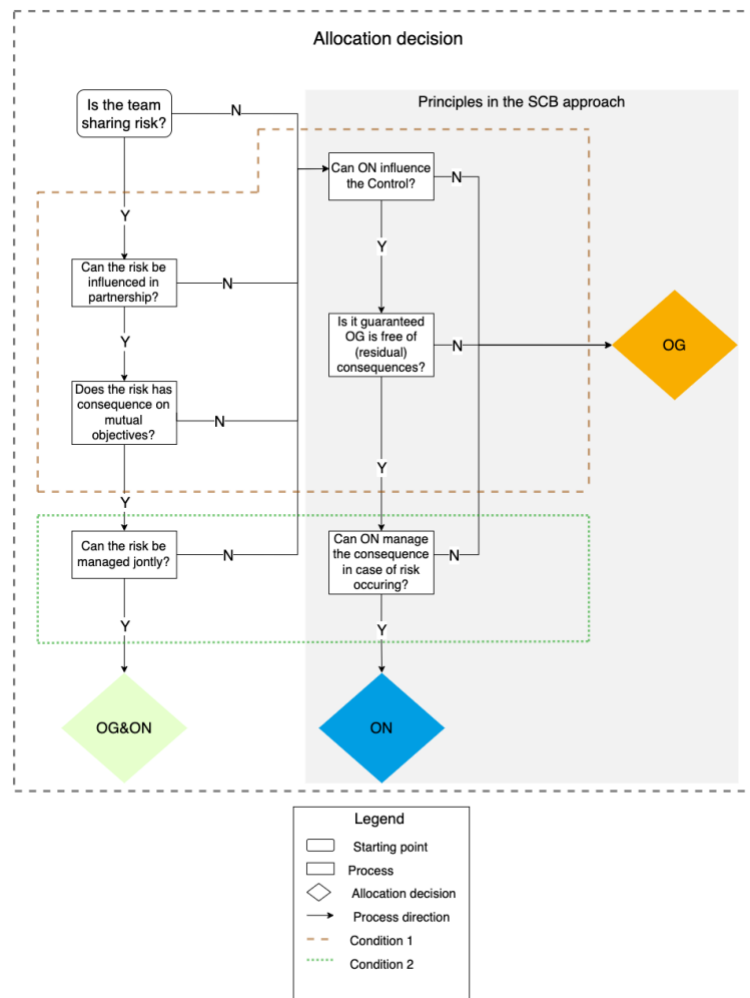 Allocation decision
Principles in the SCB approach
Is the team
sharing risk?
N
Y
Can ON influence
the Control?
N
Y
Can the risk be
influenced in
partnership?
N
Y
Is it guaranteed
OG is free of
(residual)
consequences?
N
Y
OG
Does the risk has
consequence on
mutual
objectives?
N
Y
Can the risk be
managed jontly?
N
Y
Can ON manage
the consequence
in case of risk
occuring?
N
Y
OG&ON
ON
Legend
Starting point
Process
Allocation decision
Process direction
Condition 1
Condition 2